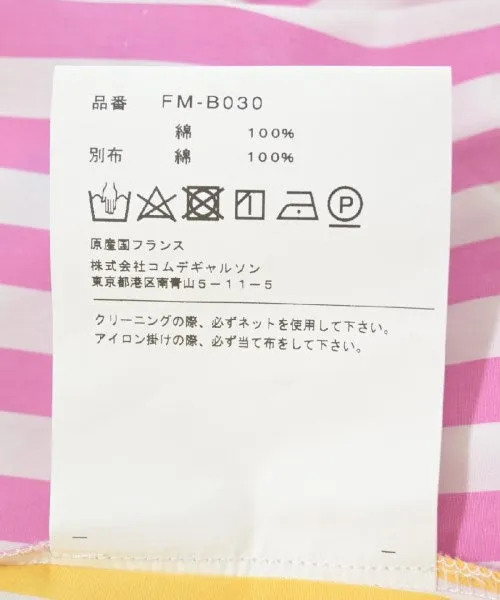 品番 FM-B030
綿 100%
別布 綿 100%
P
原産国フランス
株式会社コムデギャルソン
東京都港区南青山5-11-5
クリーニングの際、必ずネットを使用して下さい。
アイロン掛けの際、必ず当て布をして下さい。